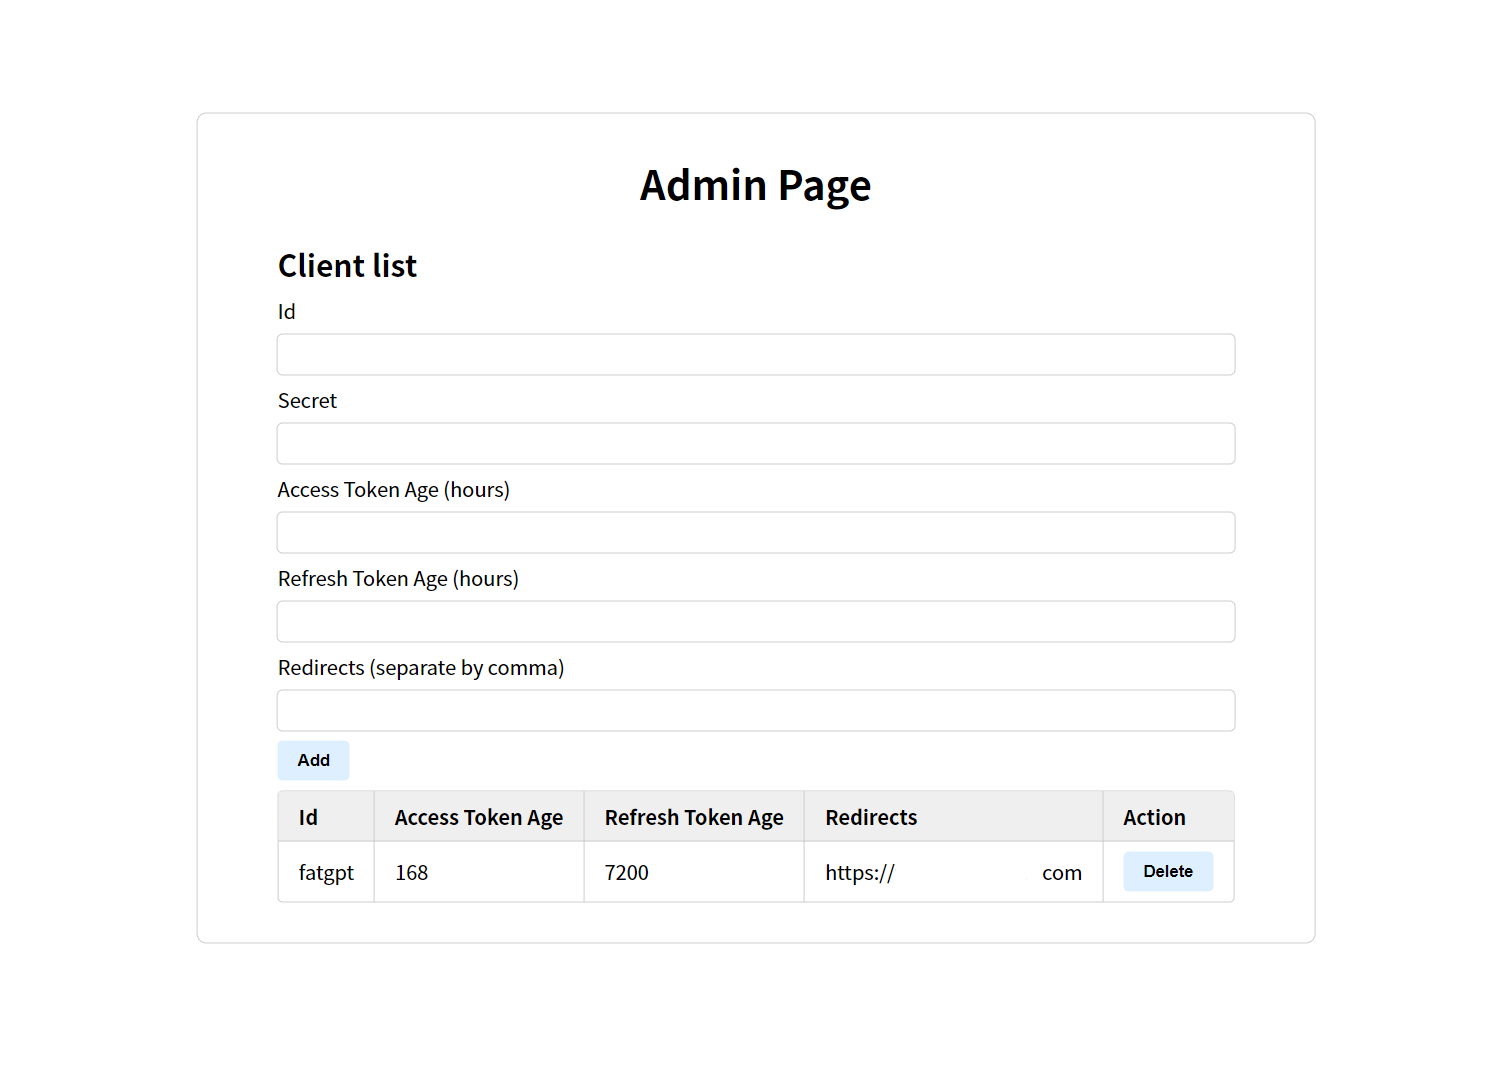 Admin Page
Client list
Id
Secret
Access Token Age (hours)
Refresh Token Age (hours)
Redirects (separate by comma)
Add
Id Access Token Age Refresh Token Age Redirects Action
fatgpt 168 7200 https:// com Delete